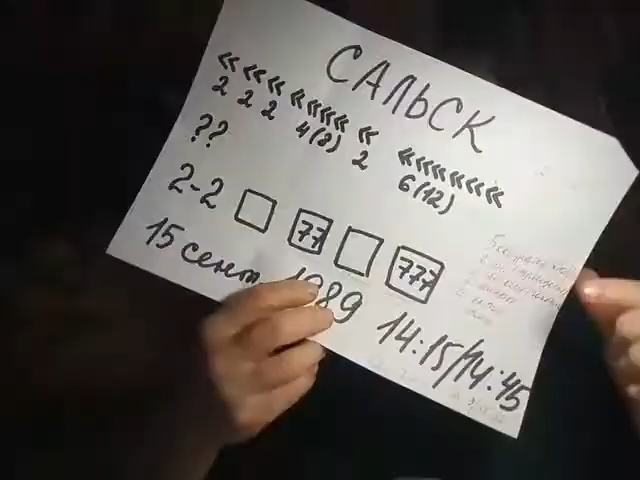 САЛЬСК
« « « «««« « «««««««
2 2 2 4(8) 2 6(12)
??
2-2 □ 77 □ 777
15 сент 1989 14:15/14:45